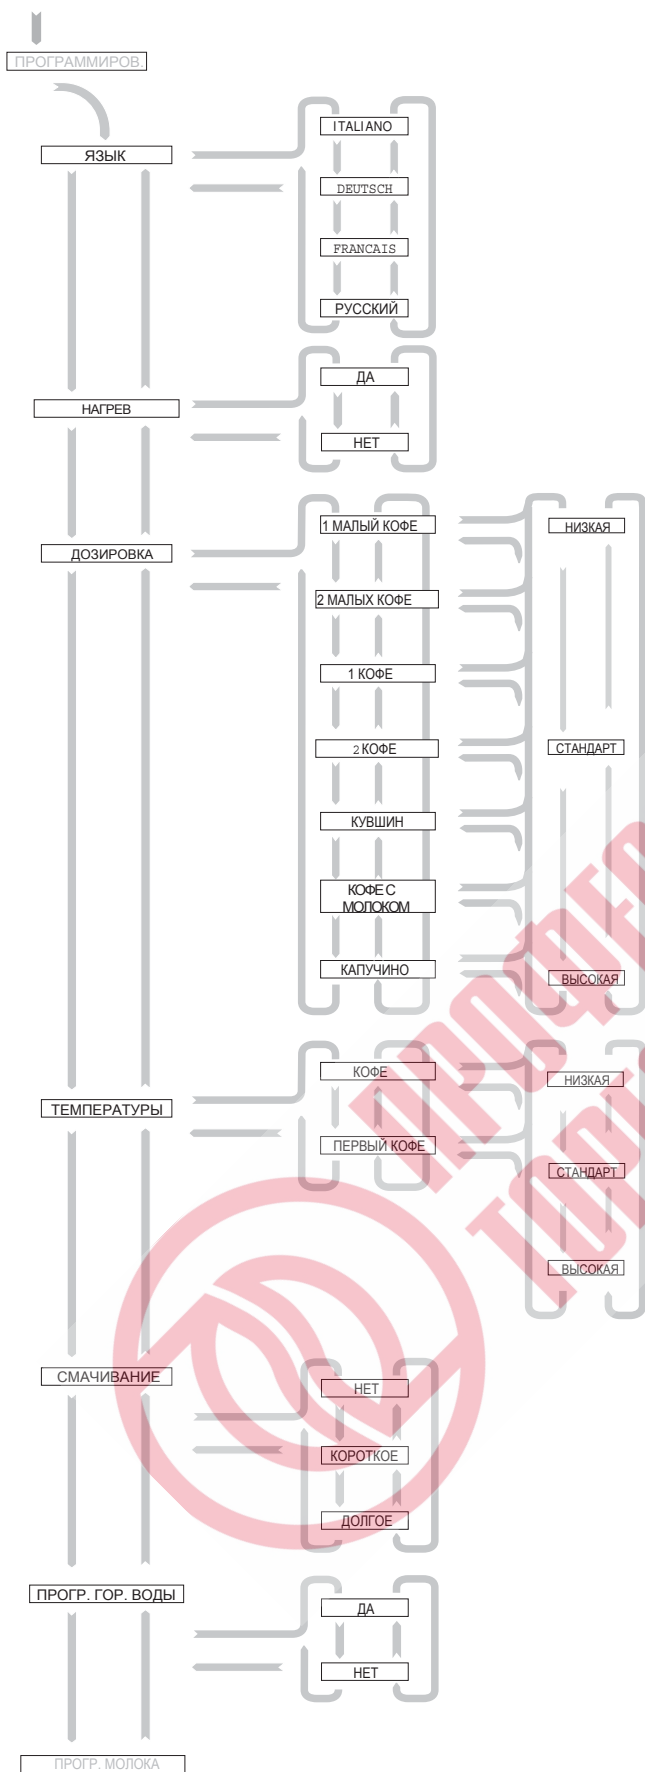 ПРОГРАММИРОВ.
ЯЗЫК
ITALIANO
DEUTSCH
FRANCAIS
РУССКИЙ
НАГРЕВ
ДА
НЕТ
ДОЗИРОВКА
1 МАЛЫЙ КОФЕ
2 МАЛЫХ КОФЕ
1 КОФЕ
2 КОФЕ
КУВШИН
КОФЕ С
МОЛОКОМ
КАПУЧИНО
НИЗКАЯ
СТАНДАРТ
ВЫСОКАЯ
ТЕМПЕРАТУРЫ
КОФЕ
ПЕРВЫЙ КОФЕ
НИЗКАЯ
СТАНДАРТ
ВЫСОКАЯ
СМАЧИВАНИЕ
НЕТ
КОРОТКОЕ
ДОЛГОЕ
ПРОГР. ГОР. ВОДЫ
ДА
НЕТ
ПРОГР. МОЛОКА